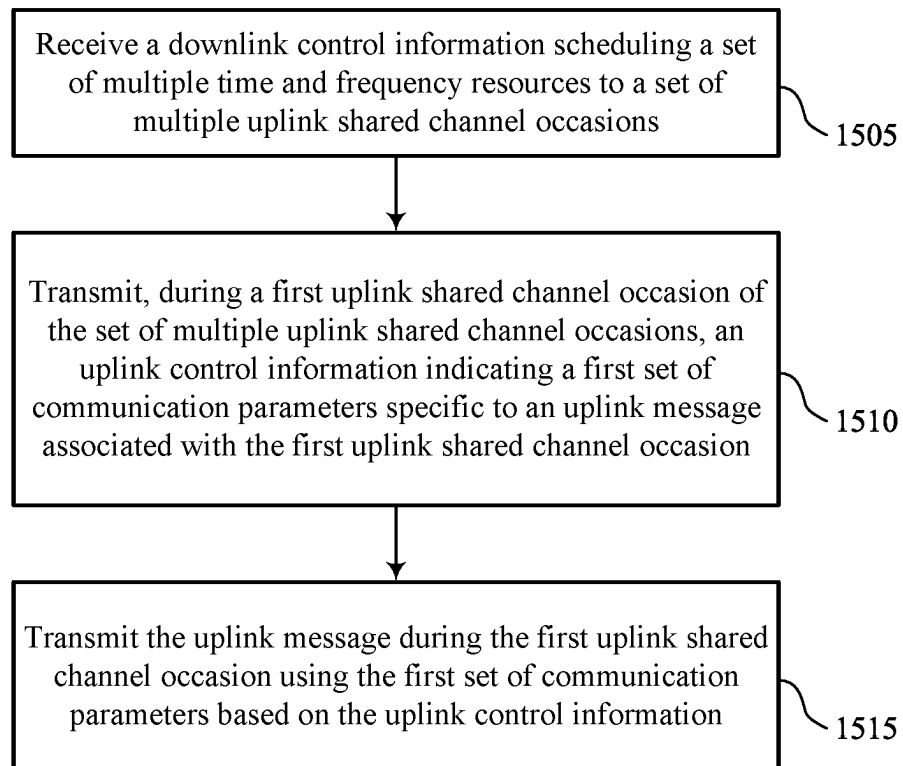 Receive a downlink control information scheduling a set
of multiple time and frequency resources to a set of
multiple uplink shared channel occasions
1505
Transmit, during a first uplink shared channel occasion of
the set of multiple uplink shared channel occasions, an
uplink control information indicating a first set of
communication parameters specific to an uplink message
associated with the first uplink shared channel occasion
1510
Transmit the uplink message during the first uplink shared
channel occasion using the first set of communication
parameters based on the uplink control information
1515